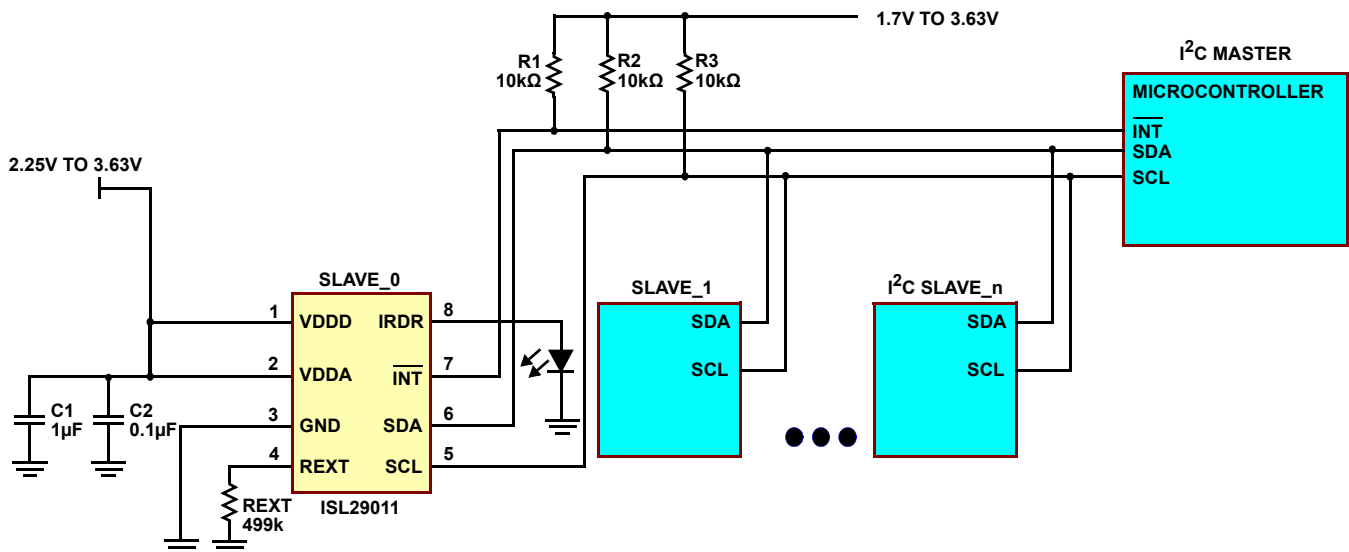 1.7V TO 3.63V
R1
10kΩ
R2
10kΩ
R3
10kΩ
I²C MASTER
MICROCONTROLLER
INT
SDA
SCL
2.25V TO 3.63V
SLAVE_0
1
VDDD
IRDR
8
2
VDDA
INT
7
3
GND
SDA
6
4
REXT
SCL
5
ISL29011
C1
1µF
C2
0.1µF
REXT
499k
SLAVE_1
SDA
SCL
I²C SLAVE_n
SDA
SCL